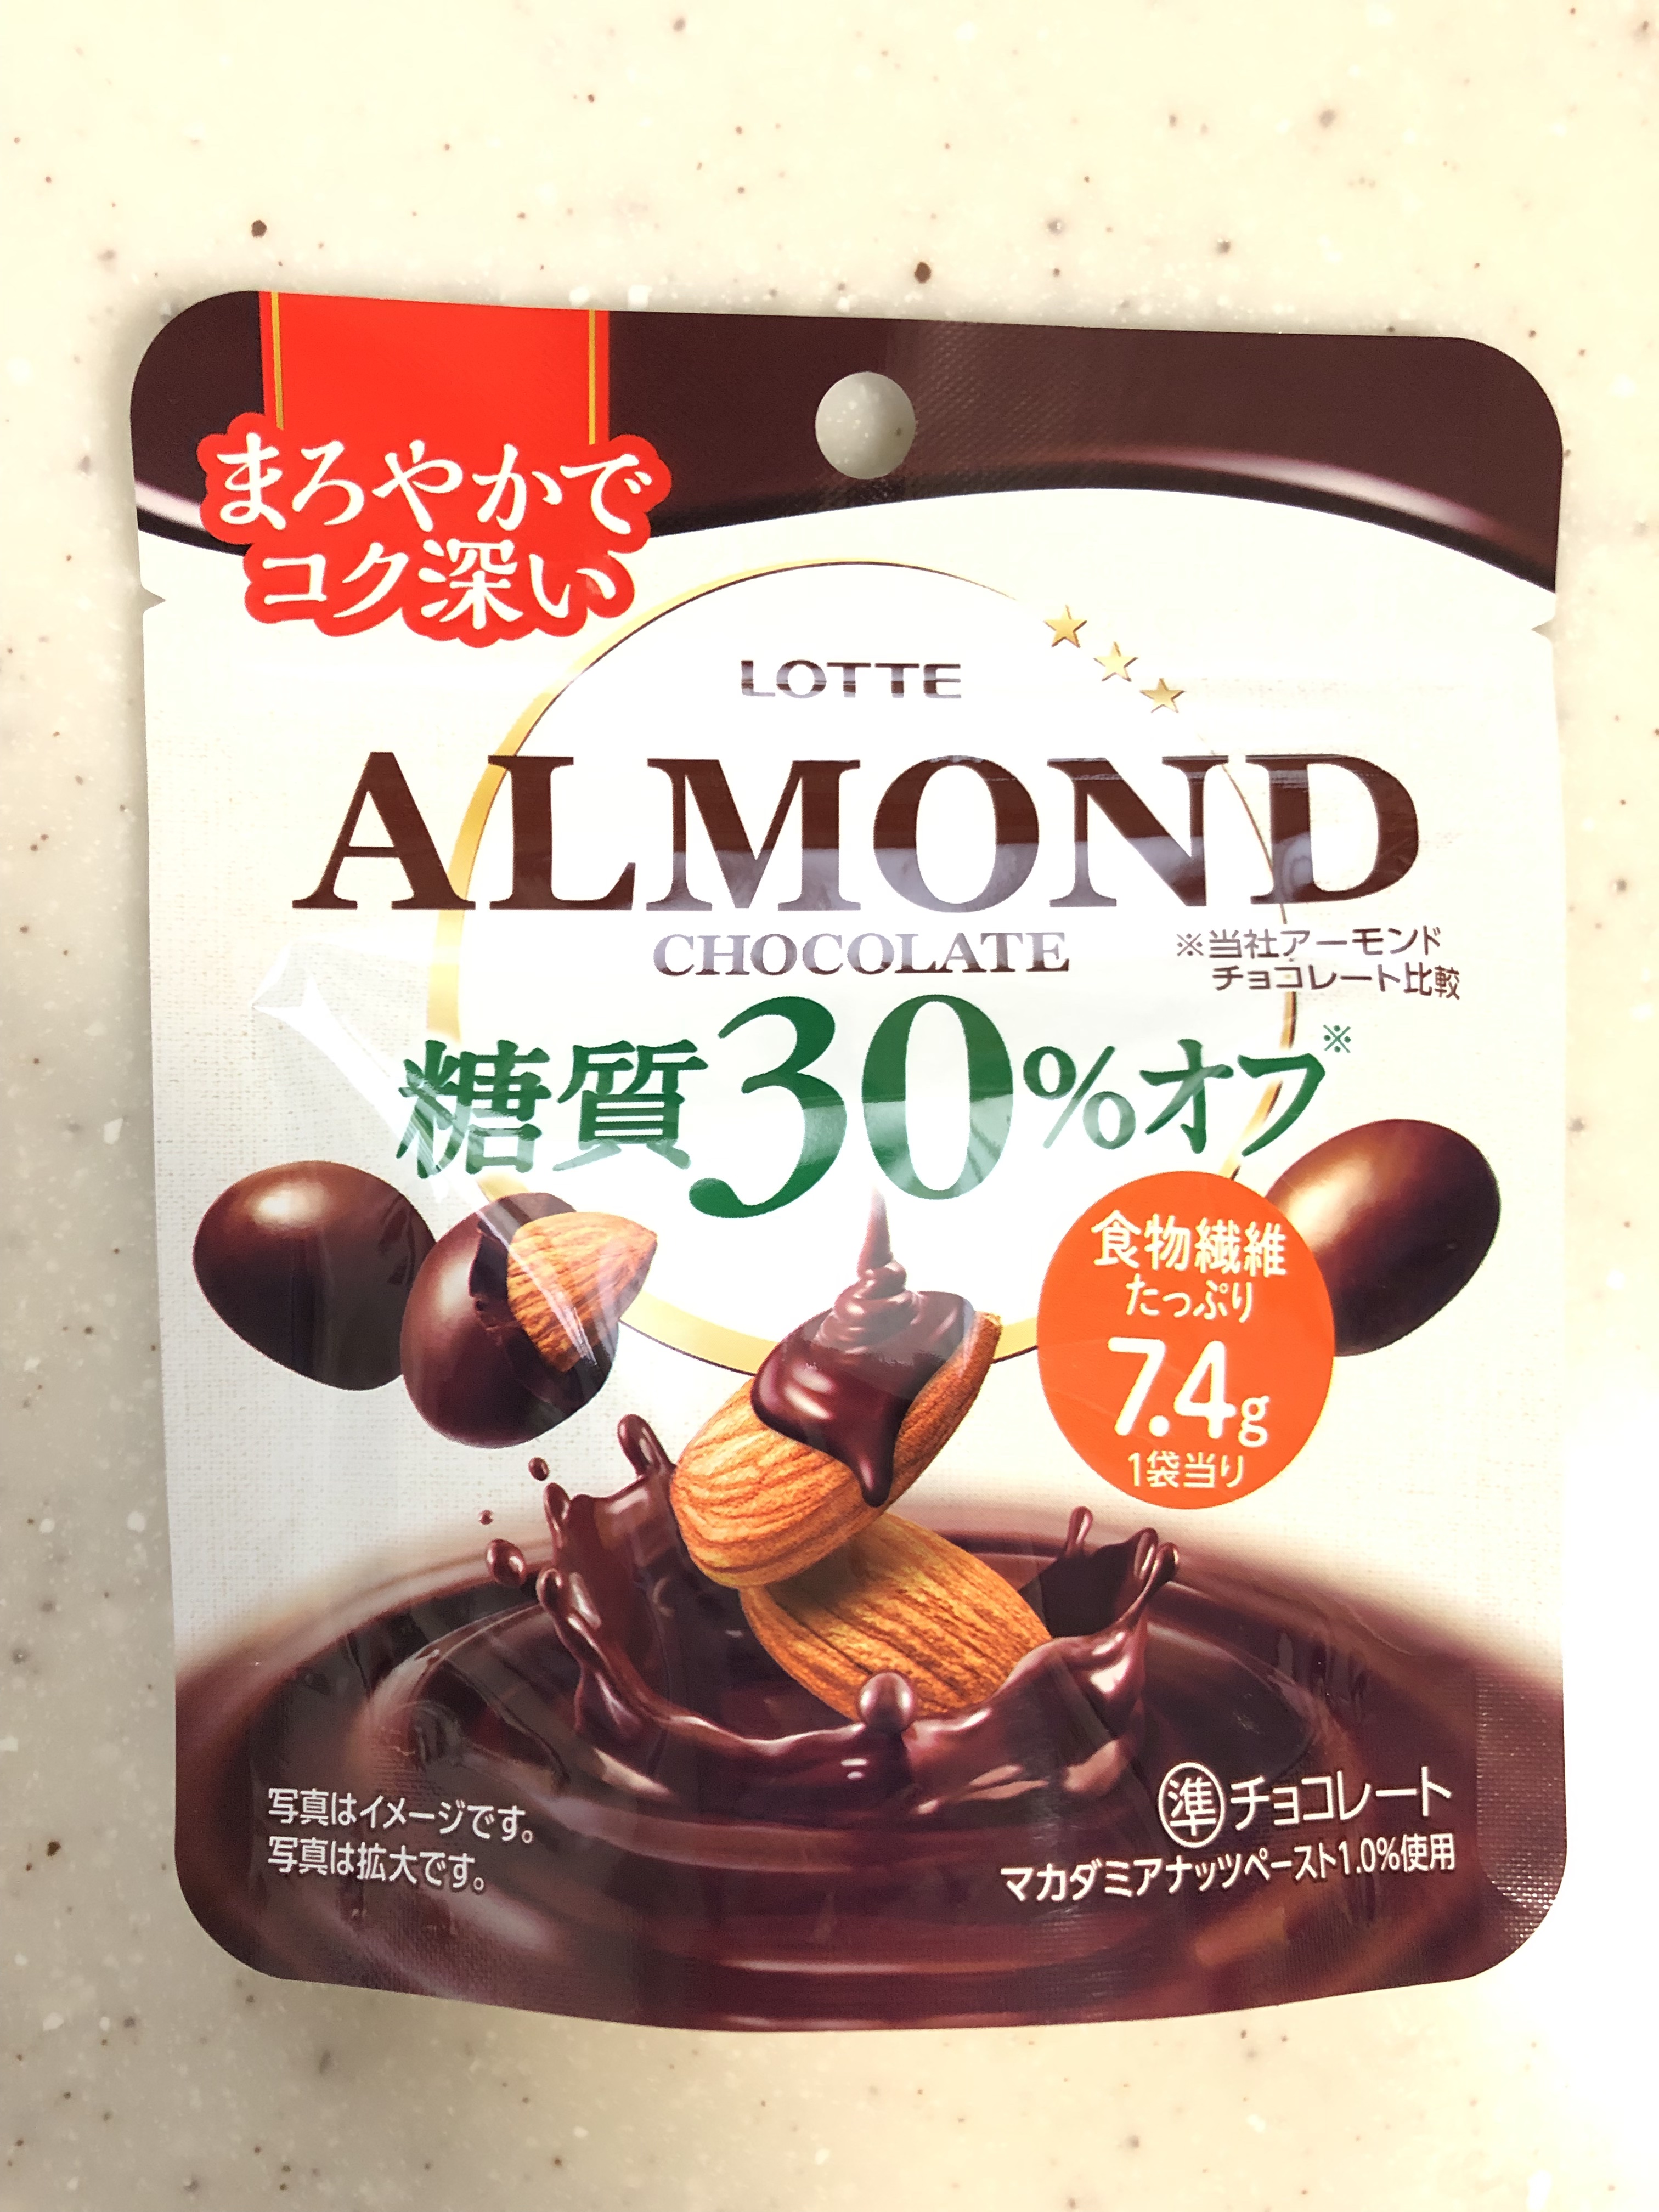 まろやかで
コク深い
LOTTE
ALMOND
CHOCOLATE
※当社アーモンド
チョコレート比較
糖質30%オフ※
食物繊維
たっぷり
7.4g
1袋当り
写真はイメージです。
写真は拡大です。
準チョコレート
マカダミアナッツペースト1.0%使用